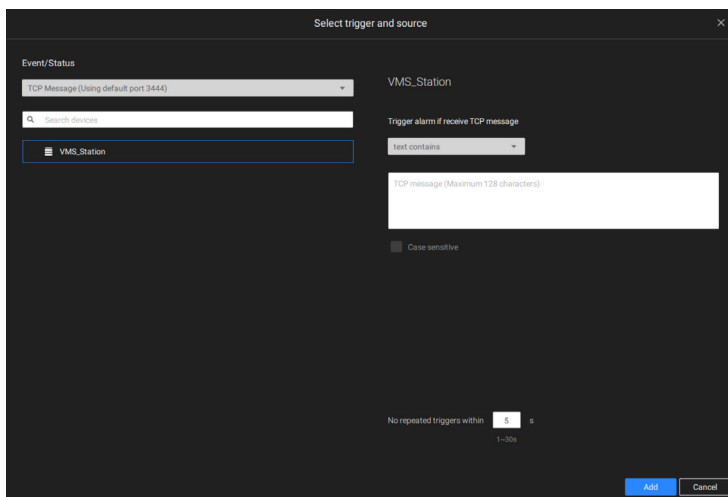 Select trigger and source
Event/Status
TCP Message (Using default port 3444)
Search devices
VMS_Station
VMS_Station
Trigger alarm if receive TCP message
text contains
TCP message (Maximum 128 characters)
Case sensitive
No repeated triggers within 5 s
1~30s
Add Cancel